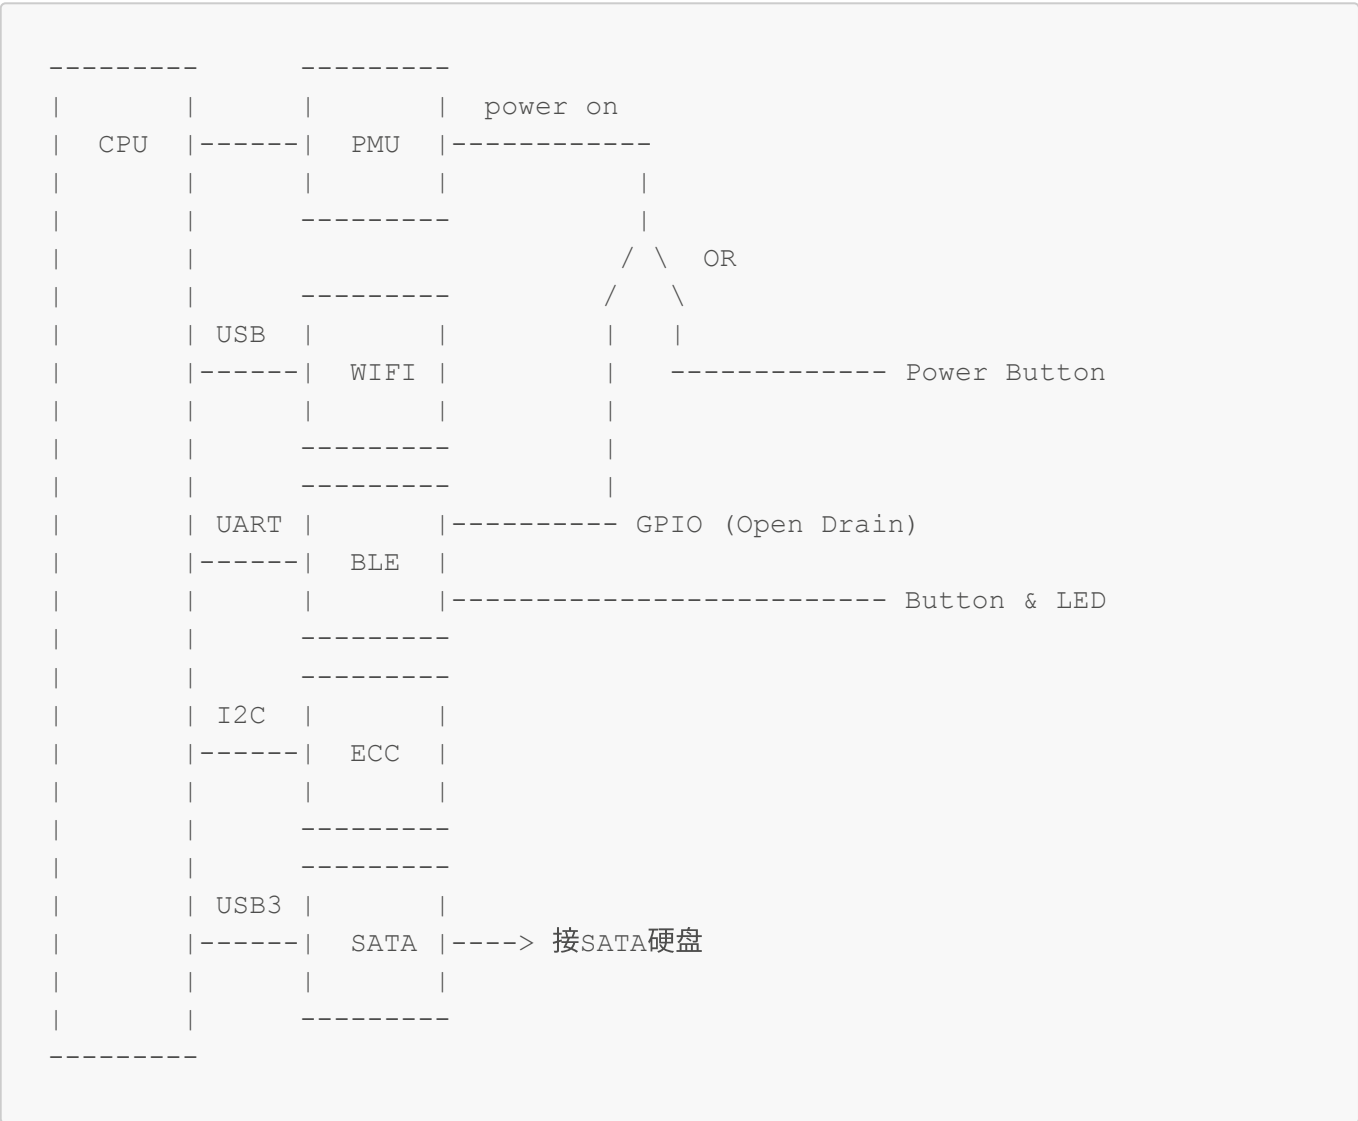 power on
CPU PMU
OR
USB
WIFI Power Button
UART GPIO (Open Drain)
BLE
Button & LED
I2C
ECC
USB3
SATA 接SATA硬盘